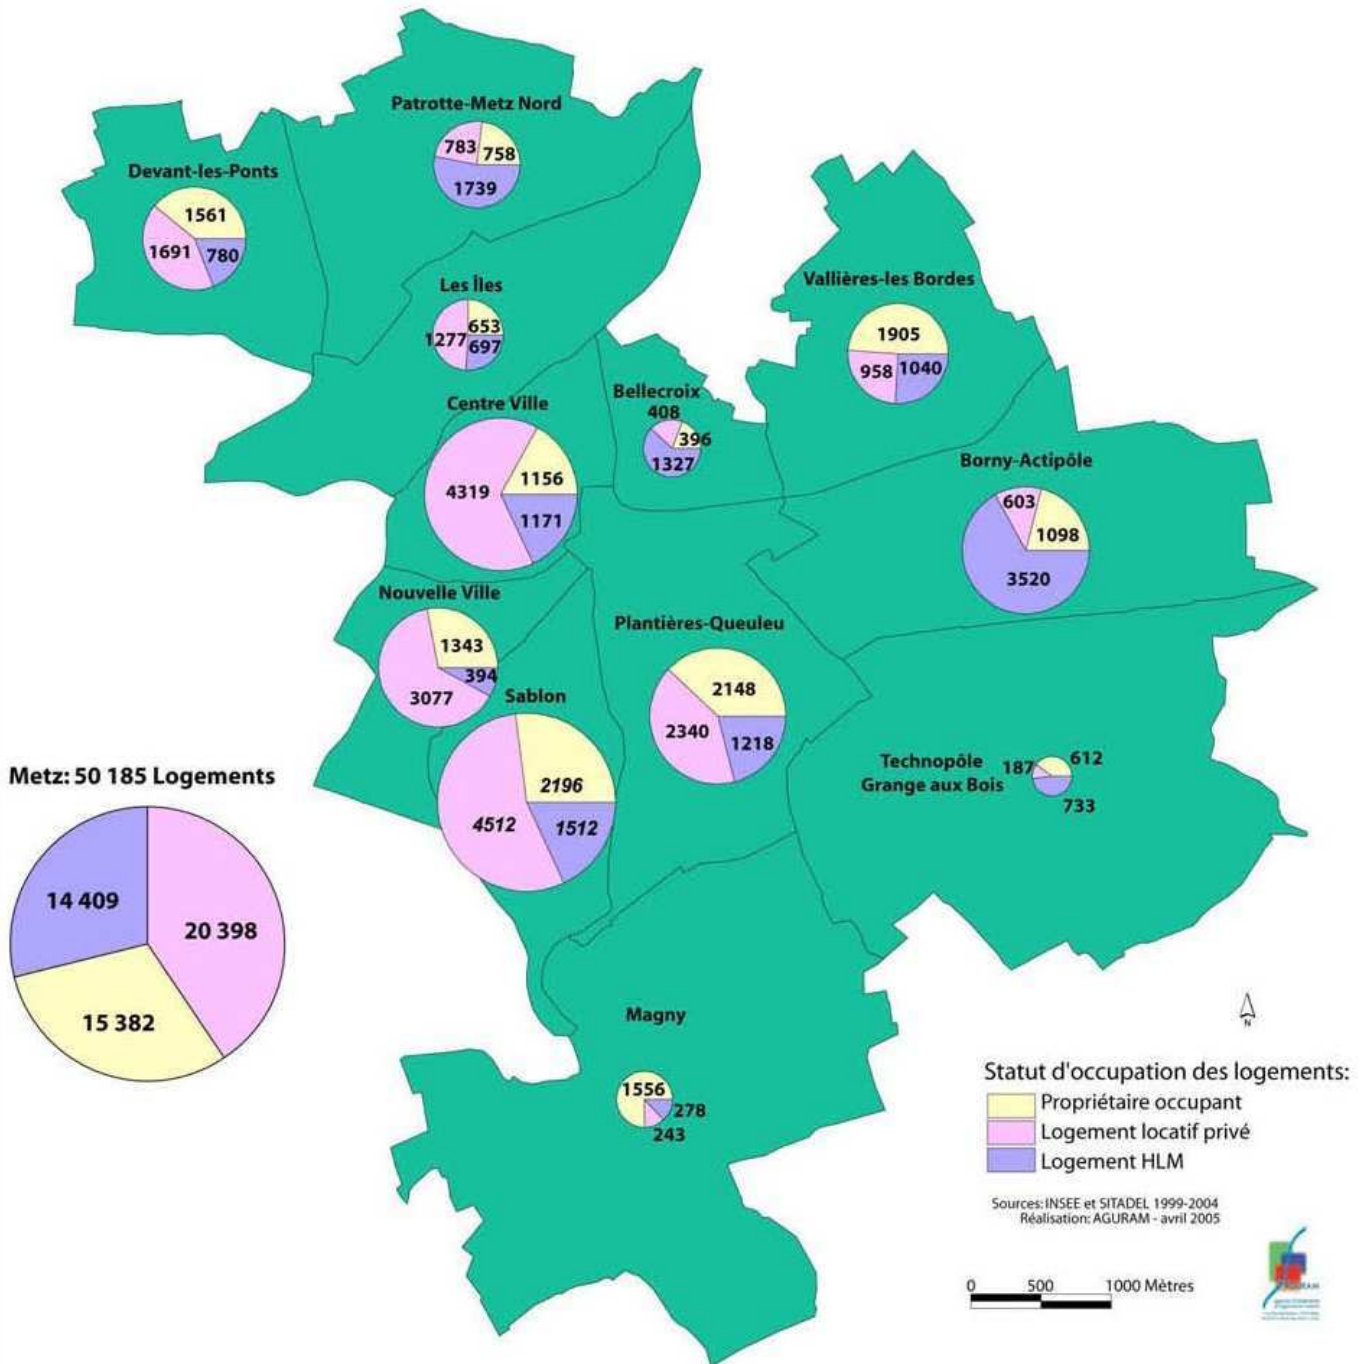 Patrotte-Metz Nord
783
758
1739
Devant-les-Ponts
1561
1691
780
Les Îles
653
1277
697
Vallières-les Bordes
1905
958
1040
Bellecroix
408
396
1327
Centre Ville
4319
1156
1171
Borny-Actipôle
603
1098
3520
Nouvelle Ville
1343
394
3077
Plantières-Queuleu
2148
2340
1218
Sablon
2196
4512
1512
Technopôle
Grange aux Bois
187
612
733
Metz: 50 185 Logements
14 409
20 398
15 382
Magny
1556
278
243
N
Statut d'occupation des logements:
Propriétaire occupant
Logement locatif privé
Logement HLM
Sources: INSEE et SITADEL 1999-2004
Réalisation: AGURAM - avril 2005
0 500 1000 Mètres
AGURAM